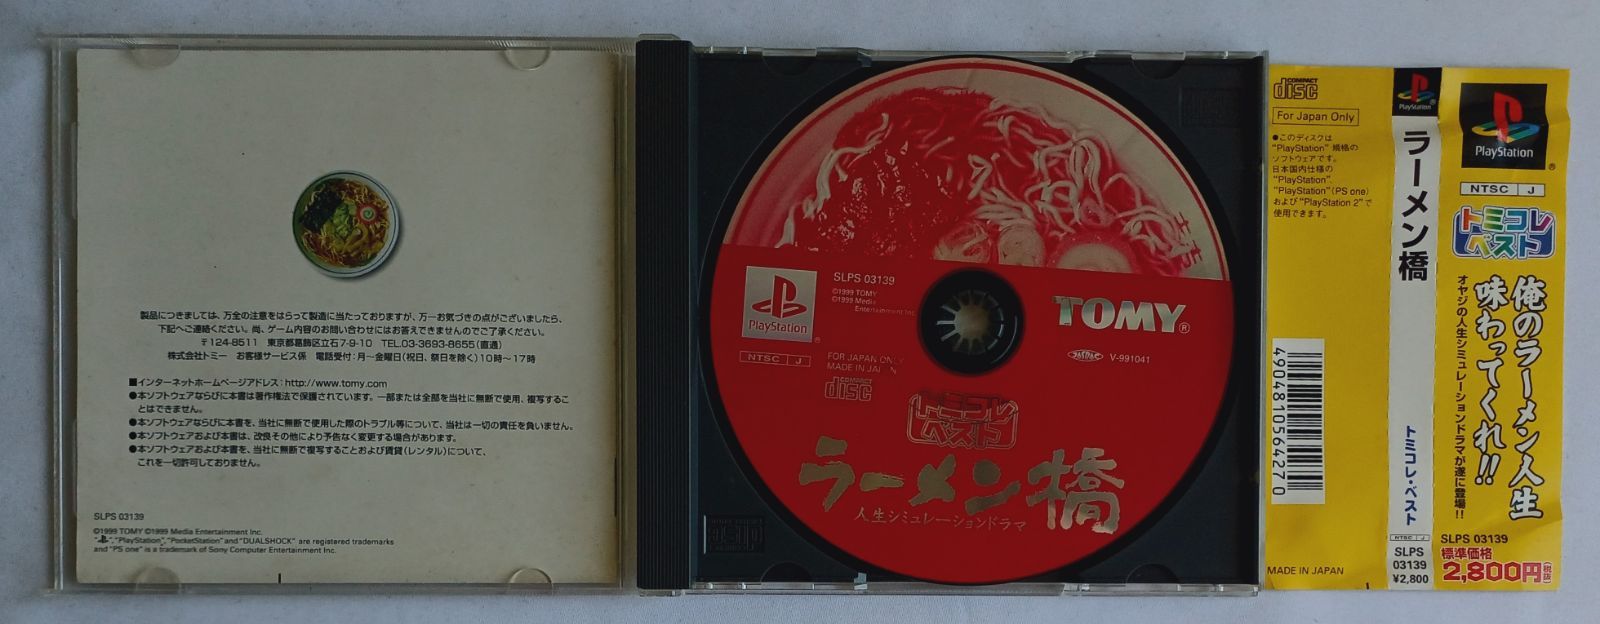 製品につきましては、万全の注意をはらって製造に当たっておりますが、万一お気づきの点がございましたら、
下記へご連絡ください。尚、ゲーム内容のお問い合わせにはお答えできませんのでご了承ください。
〒124-8511 東京都葛飾区立石7-9-10 TEL.03-3693-8655(直通)
株式会社トミー お客様サービス係 電話受付:月〜金曜日(祝日、祭日を除く)10時〜17時
■インターネットホームページアドレス:http://www.tomy.com
●本ソフトウェアならびに本書は著作権法で保護されています。一部または全部を当社に無断で使用、複写するこ
とはできません。
●本ソフトウェアならびに本書を、当社に無断で使用した際のトラブル等について、当社は一切の責任を負いません。
●本ソフトウェアおよび本書は、改良その他により予告なく変更する場合があります。
●本ソフトウェアおよび本書を、当社に無断で複写することおよび賃貸(レンタル)について、
これを一切許可しておりません。
SLPS 03139
©1999 TOMY ©1999 Media Entertainment Inc.
" ", "PlayStation", "PocketStation" and "DUALSHOCK" are registered trademarks
and "PS one" is a trademark of Sony Computer Entertainment Inc.
SLPS 03139
©1999 TOMY
©1999 Media
Entertainment Inc.
PlayStation
®
NTSC J
FOR JAPAN ONLY
MADE IN JAPAN
COMPACT
disc
TOMY®
JASRAC
V-991041
トミコレ
ベスト
ラーメン橋
人生シミュレーションドラマ
COMPACT
disc
For Japan Only
●このディスクは
"PlayStation" 規格の
ソフトウェアです。
日本国内仕様の
"PlayStation"、
"PlayStation"(PS one)
および"PlayStation 2"で
使用できます。
4904810564270
MADE IN JAPAN
PlayStation
®
ラーメン橋
トミコレ・ベスト
NTSC J
SLPS
03139
¥2,800
PlayStation
®
NTSC J
トミコレ
ベスト
俺のラーメン人生
味わってくれ!!
オヤジの人生シミュレーションドラマが遂に登場!!
SLPS 03139
標準価格
2,800円(税抜)